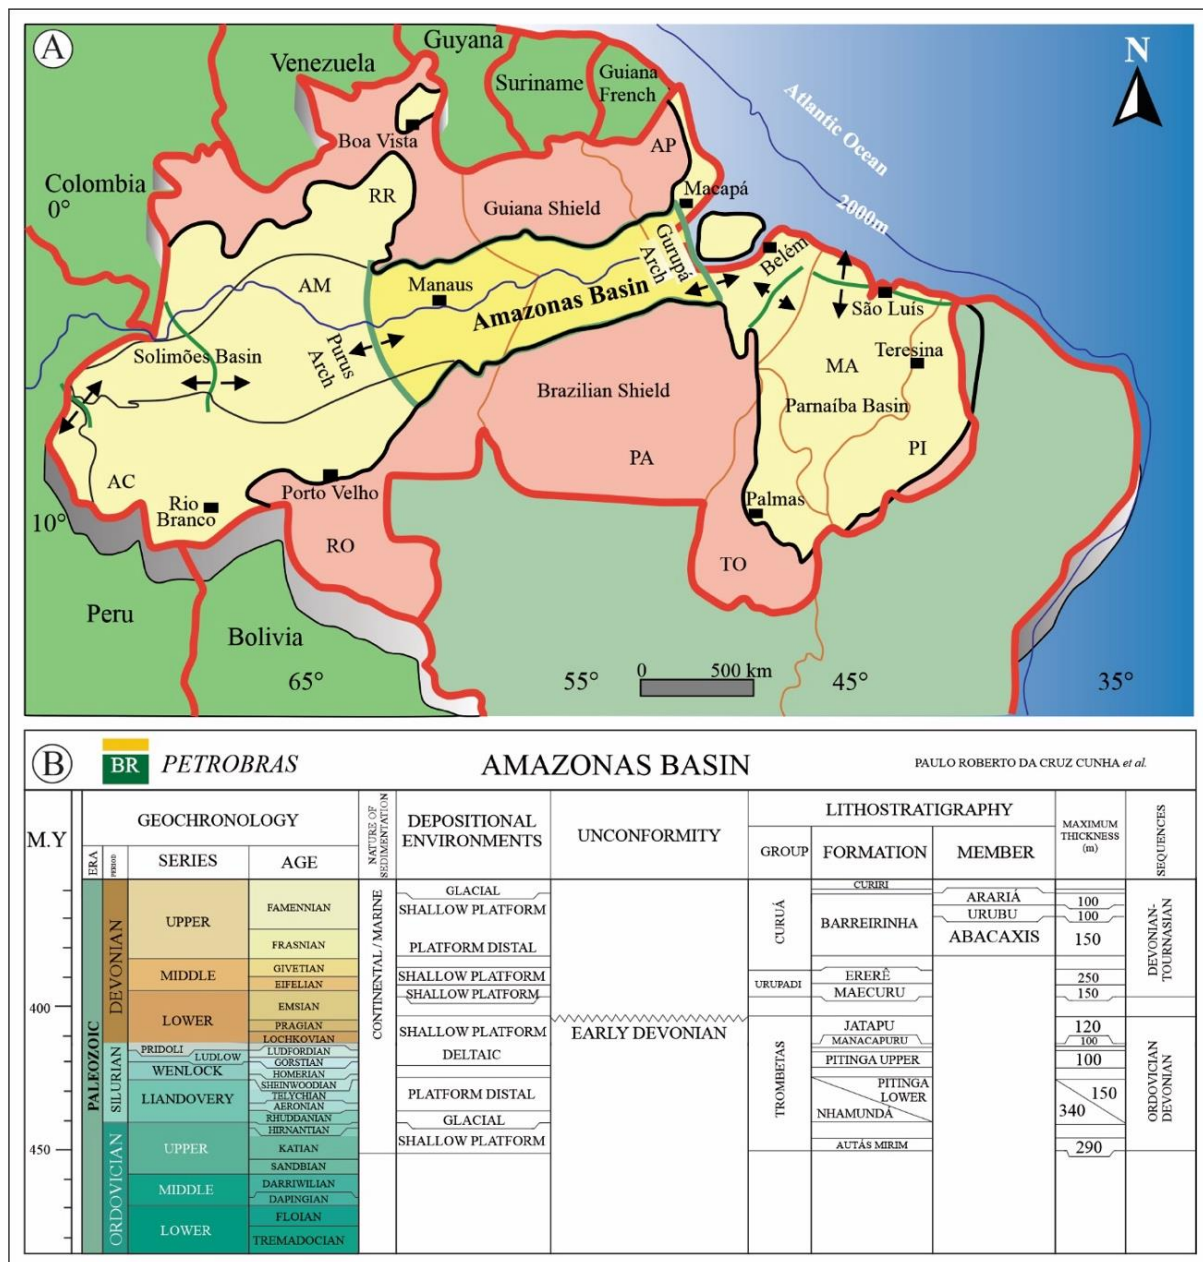 A
N
Guyana
Venezuela
Suriname
Guiana
French
Atlantic Ocean
2000m
Boa Vista
AP
Colombia
0°
RR
Guiana Shield
Macapá
Gurupá
Arch
Belém
AM
Manaus
Amazonas Basin
São Luís
Solimões Basin
Purus
Arch
Teresina
MA
Brazilian Shield
Parnaíba Basin
PI
PA
AC
Porto Velho
Palmas
Rio
Branco
10°
RO
TO
Peru
Bolivia
0 500 km
65°
55°
45°
35°
B
BR
PETROBRAS
AMAZONAS BASIN
PAULO ROBERTO DA CRUZ CUNHA et al.
M.Y
GEOCHRONOLOGY
ERA
PERIOD
SERIES
AGE
NATURE OF
SEDIMENTATION
DEPOSITIONAL
ENVIRONMENTS
UNCONFORMITY
LITHOSTRATIGRAPHY
GROUP
FORMATION
MEMBER
MAXIMUM
THICKNESS
(m)
SEQUENCES
400
450
PALEOZOIC
DEVONIAN
SILURIAN
ORDOVICIAN
UPPER
MIDDLE
LOWER
PRIDOLI
LUDLOW
WENLOCK
LIANDOVERY
UPPER
MIDDLE
LOWER
FAMENNIAN
FRASNIAN
GIVETIAN
EIFELIAN
EMSIAN
PRAGIAN
LOCHKOVIAN
LUDFORDIAN
GORSTIAN
HOMERIAN
SHEINWOODIAN
TELYCHIAN
AERONIAN
RHUDDANIAN
HIRNANTIAN
KATIAN
SANDBIAN
DARRIWILIAN
DAPINGIAN
FLOIAN
TREMADOCIAN
CONTINENTAL / MARINE
GLACIAL
SHALLOW PLATFORM
PLATFORM DISTAL
SHALLOW PLATFORM
SHALLOW PLATFORM
SHALLOW PLATFORM
DELTAIC
PLATFORM DISTAL
GLACIAL
SHALLOW PLATFORM
EARLY DEVONIAN
CURUÁ
URUPADI
TROMBETAS
CURIRI
BARREIRINHA
ERERÊ
MAECURU
JATAPU
MANACAPURU
PITINGA UPPER
PITINGA
LOWER
NHAMUNDÁ
AUTÁS MIRIM
ARARIÁ
URUBU
ABACAXIS
100
100
150
250
150
120
100
100
150
340
290
DEVONIAN-
TOURNASIAN
ORDOVICIAN
DEVONIAN